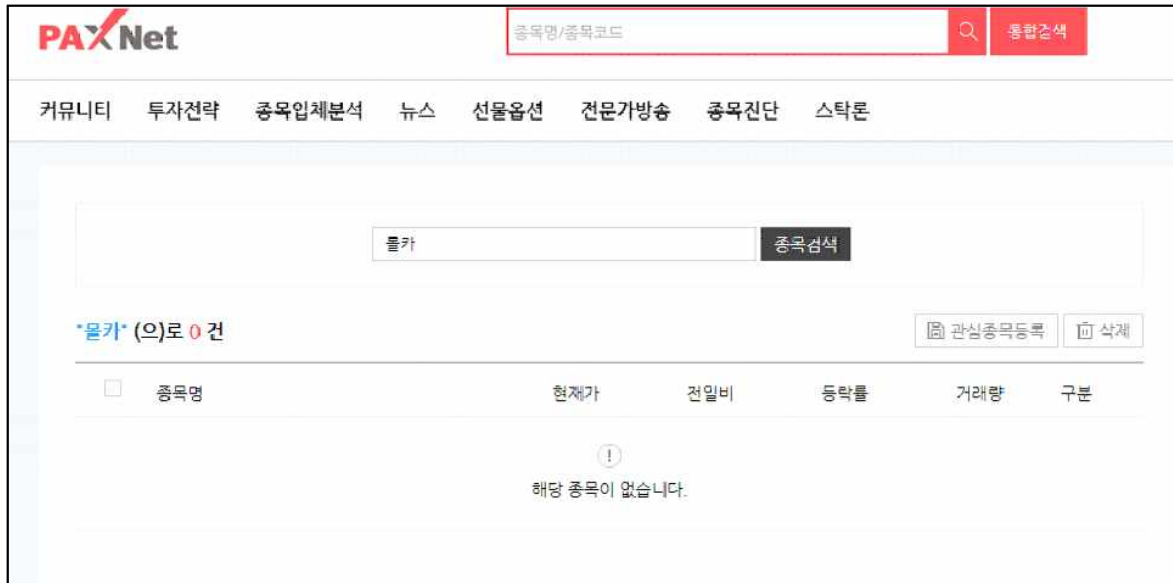 PAXNet
종목명/종목코드
통합검색
커뮤니티 투자전략 종목입체분석 뉴스 선물옵션 전문가방송 종목진단 스탁론
몰카
종목검색
"몰카" (으)로 0 건
관심종목등록 삭제
종목명 현재가 전일비 등락률 거래량 구분
해당 종목이 없습니다.